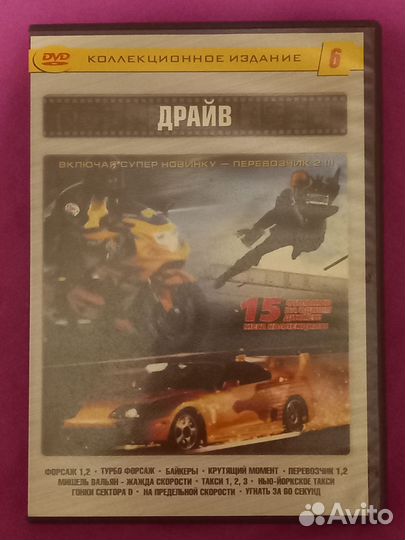 DVD КОЛЛЕКЦИОННОЕ ИЗДАНИЕ 6
ДРАЙВ
ВКЛЮЧАЯ СУПЕР НОВИНКУ — ПЕРЕВОЗЧИК 2 !!!
15
ФОРСАЖ 1,2 · ТУРБО ФОРСАЖ · БАЙКЕРЫ · КРУТЯЩИЙ МОМЕНТ · ПЕРЕВОЗЧИК 1,2
МИШЕЛЬ ВАЛЬЯН - ЖАЖДА СКОРОСТИ · ТАКСИ 1, 2, 3 · НЬЮ-ЙОРКСКОЕ ТАКСИ
ГОНКИ СЕКТОРА D · НА ПРЕДЕЛЬНОЙ СКОРОСТИ · УГНАТЬ ЗА 60 СЕКУНД
Avito